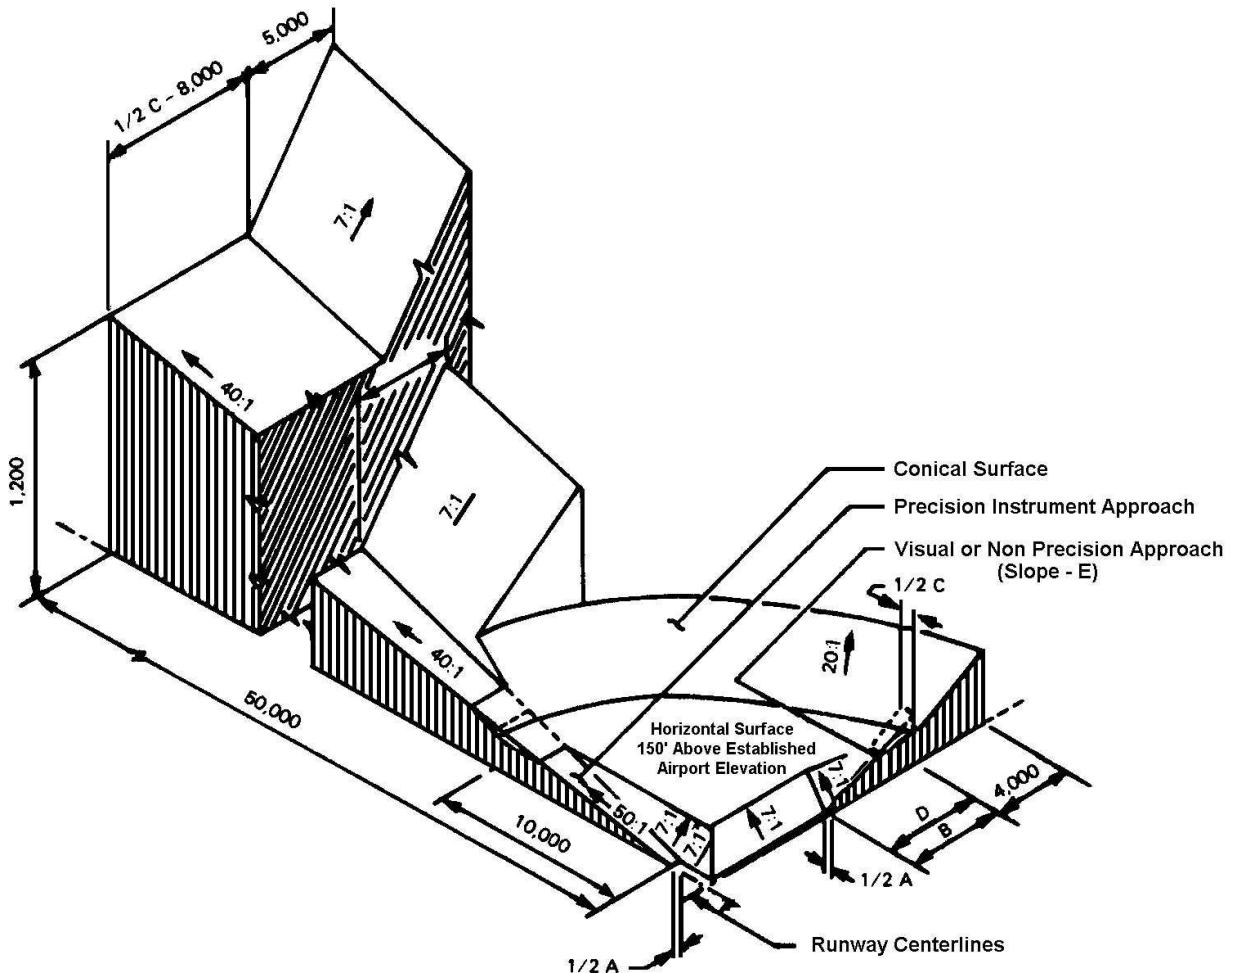 5,000
1/2 C - 8,000
7:1
40:1
1,200
7:1
Conical Surface
Precision Instrument Approach
Visual or Non Precision Approach
(Slope - E)
1/2 C
20:1
40:1
50,000
Horizontal Surface
150' Above Established
Airport Elevation
7:1
4,000
50:1
7:1
7:1
7:1
D
B
10,000
1/2 A
Runway Centerlines
1/2 A